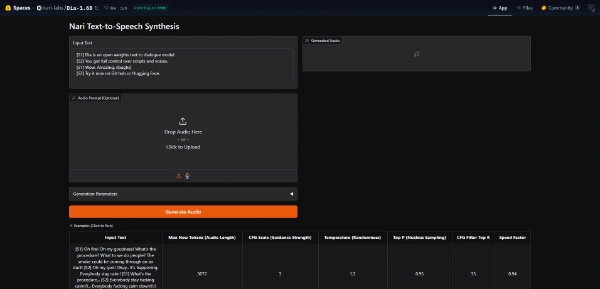 Spaces nari-labs/Dia-1.6B like Running on ZERO App Files Community
Nari Text-to-Speech Synthesis
Input Text
[S1] Dia is an open weights text to dialogue model.
[S2] You get full control over scripts and voices.
[S1] Wow. Amazing. (laughs)
[S2] Try it now on Git hub or Hugging Face.
Generated Audio
Audio Prompt (Optional)
Drop Audio Here
- or -
Click to Upload
Generation Parameters
Generate Audio
Examples (Click to Run)
Input Text Max New Tokens (Audio Length) CFG Scale (Guidance Strength) Temperature (Randomness) Top P (Nucleus Sampling) CFG Filter Top K Speed Factor
[S1] Oh fire! Oh my goodness! What's the
procedure? What to we do people? The
smoke could be coming through an air
duct! [S2] Oh my god! Okay.. it's happening.
Everybody stay calm! [S1] What's the
procedure... [S2] Everybody stay fucking
calm!!!... Everybody fucking calm down!!!!!
3072 3 1.3 0.95 35 0.94